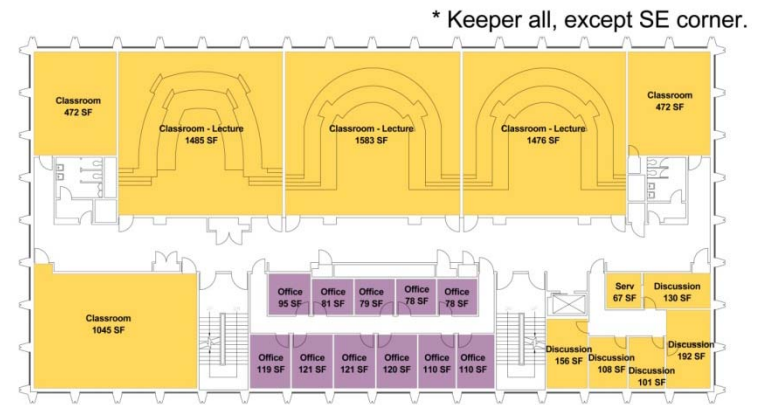 * Keeper all, except SE corner.
Classroom
472 SF
Classroom - Lecture
1485 SF
Classroom - Lecture
1583 SF
Classroom - Lecture
1476 SF
Classroom
472 SF
Classroom
1045 SF
Office
95 SF
Office
81 SF
Office
79 SF
Office
78 SF
Office
78 SF
Serv
67 SF
Discussion
130 SF
Office
119 SF
Office
121 SF
Office
121 SF
Office
120 SF
Office
110 SF
Office
110 SF
Discussion
156 SF
Discussion
108 SF
Discussion
101 SF
Discussion
192 SF